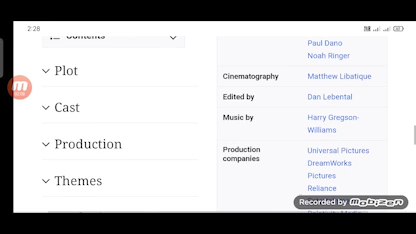 2:28
Contents
Plot
Cast
Production
Themes
Paul Dano
Noah Ringer
Cinematography Matthew Libatique
Edited by Dan Lebental
Music by Harry Gregson-
Williams
Production companies Universal Pictures
DreamWorks
Pictures
Reliance
Recorded by mobizen